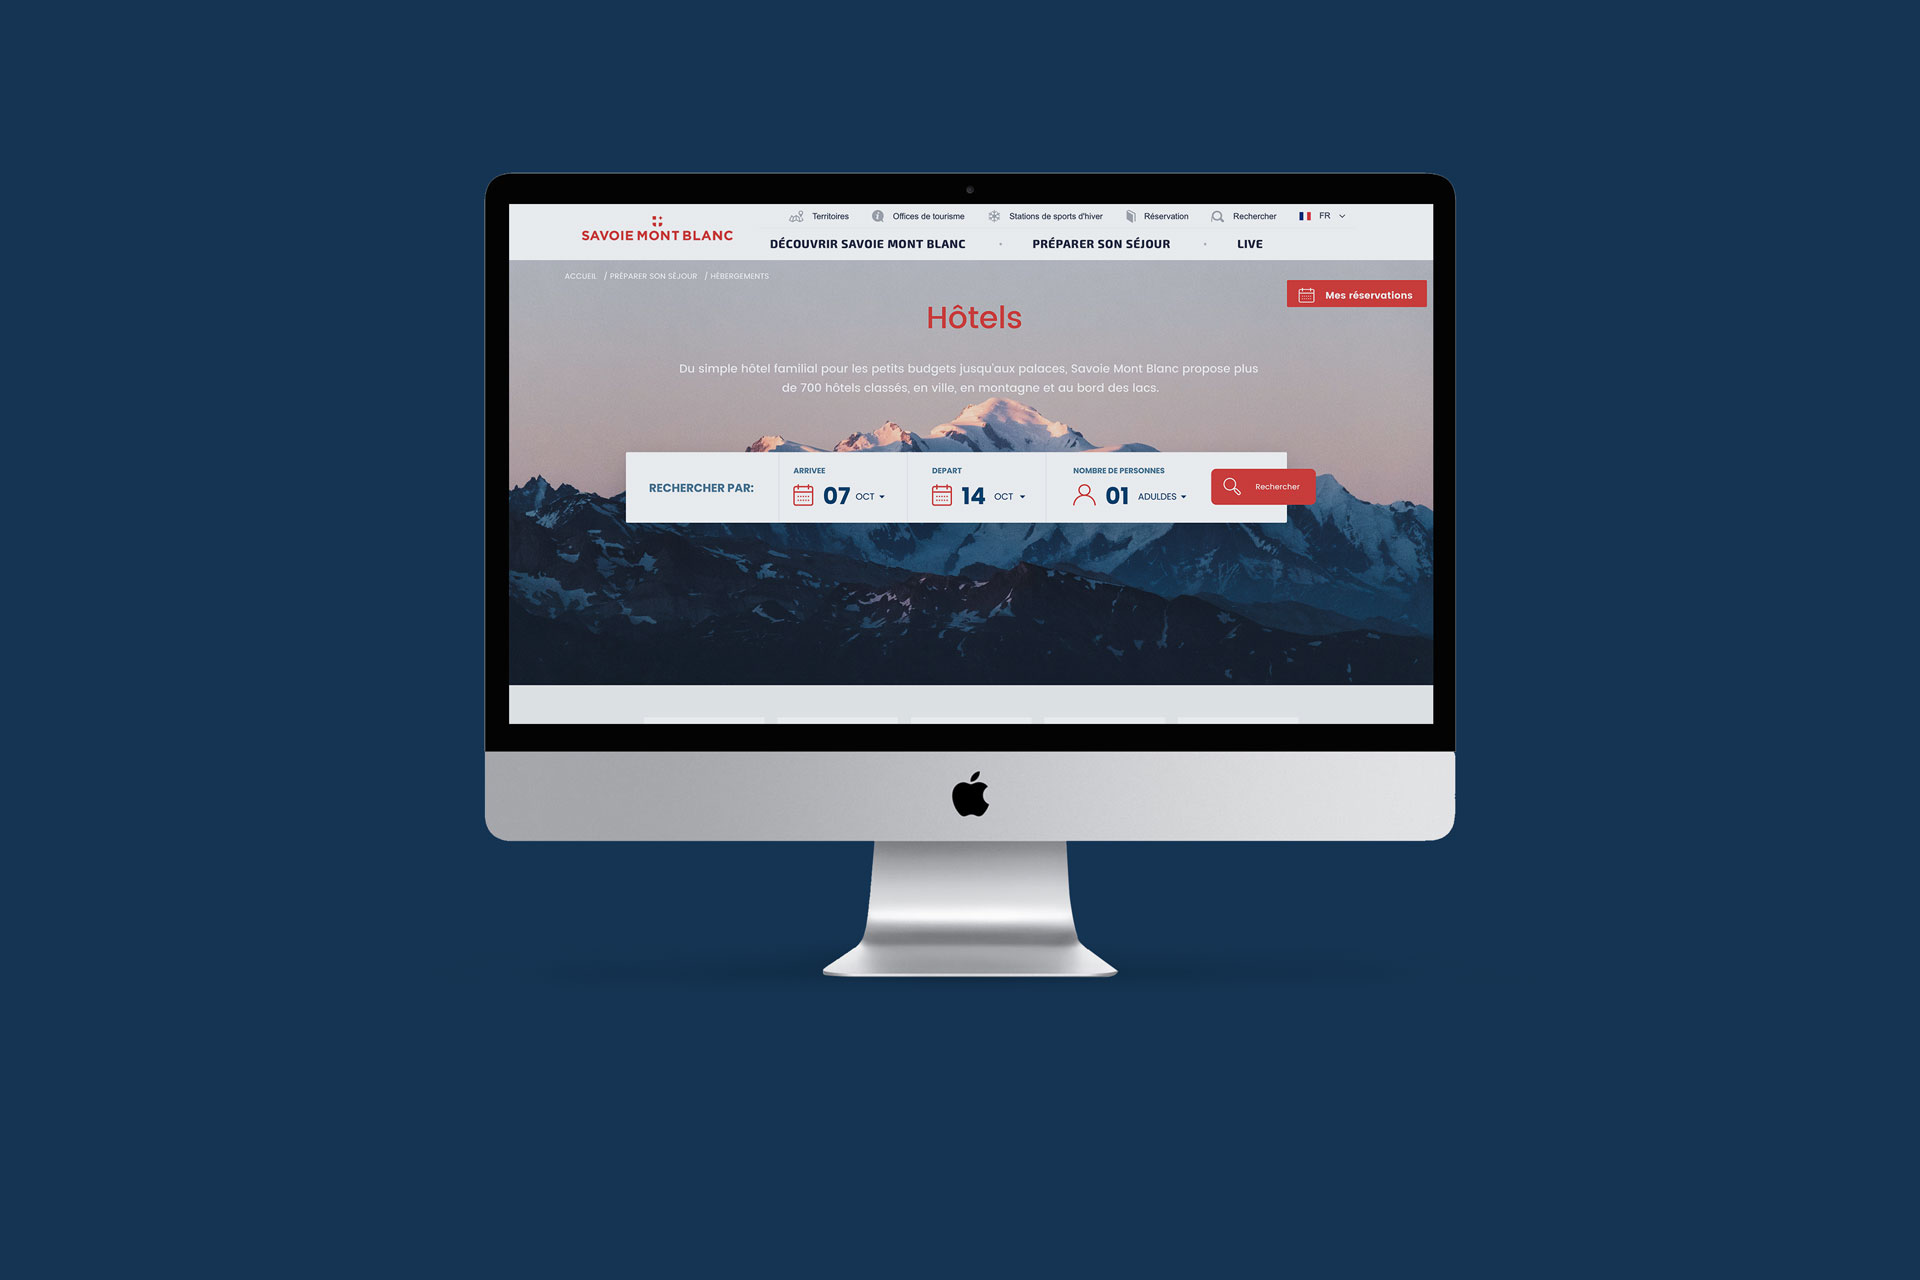 Territoires
Offices de tourisme
Stations de sports d'hiver
Réservation
Rechercher
FR
SAVOIE MONT BLANC
DÉCOUVRIR SAVOIE MONT BLANC
PRÉPARER SON SÉJOUR
LIVE
ACCUEIL / PRÉPARER SON SÉJOUR / HÉBERGEMENTS
Mes réservations
Hôtels
Du simple hôtel familial pour les petits budgets jusqu'aux palaces, Savoie Mont Blanc propose plus
de 700 hôtels classés, en ville, en montagne et au bord des lacs.
RECHERCHER PAR:
ARRIVEE
07 OCT
DEPART
14 OCT
NOMBRE DE PERSONNES
01 ADULDES
Rechercher